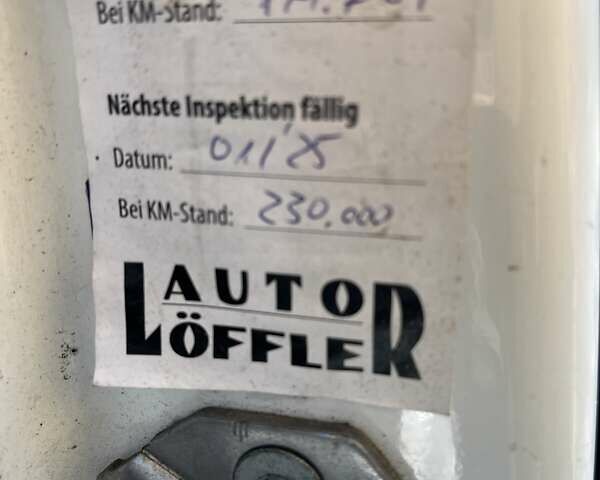 Bei KM-Stand:
Nächste Inspektion fällig
Datum: 01/25
Bei KM-Stand: 230.000
AUTO
LÖFFLER